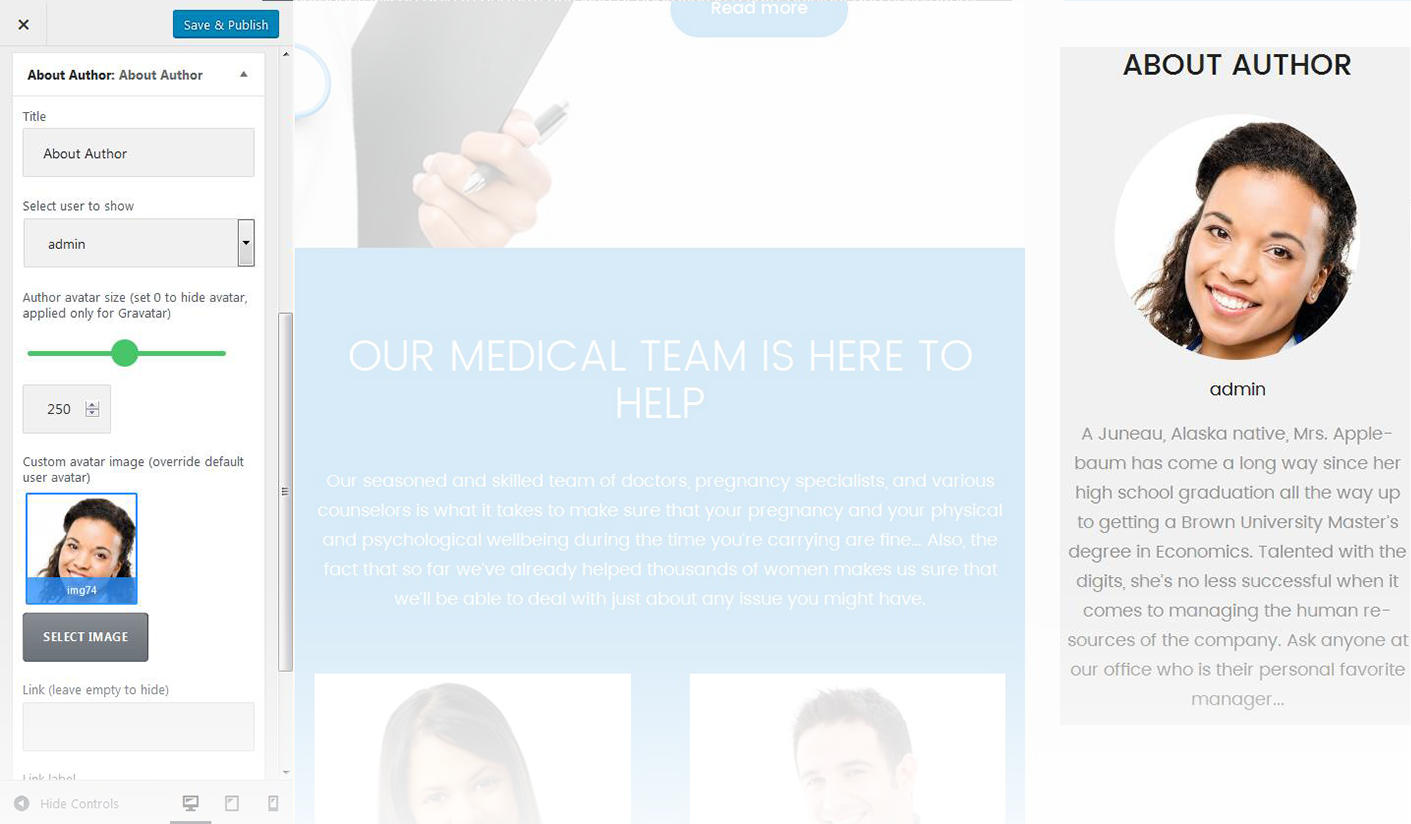 Save & Publish
About Author: About Author
Title
About Author
Select user to show
admin
Author avatar size (set 0 to hide avatar,
applied only for Gravatar)
250
Custom avatar image (override default
user avatar)
img74
SELECT IMAGE
Link (leave empty to hide)
Link label
Hide Controls
Read more
OUR MEDICAL TEAM IS HERE TO
HELP
Our seasoned and skilled team of doctors, pregnancy specialists, and various
counselors is what it takes to make sure that your pregnancy and your physical
and psychological wellbeing during the time you're carrying are fine... Also, the
fact that so far we've already helped thousands of women makes us sure that
we'll be able to deal with just about any issue you might have.
ABOUT AUTHOR
admin
A Juneau, Alaska native, Mrs. Apple-
baum has come a long way since her
high school graduation all the way up
to getting a Brown University Master's
degree in Economics. Talented with the
digits, she's no less successful when it
comes to managing the human re-
sources of the company. Ask anyone at
our office who is their personal favorite
manager...